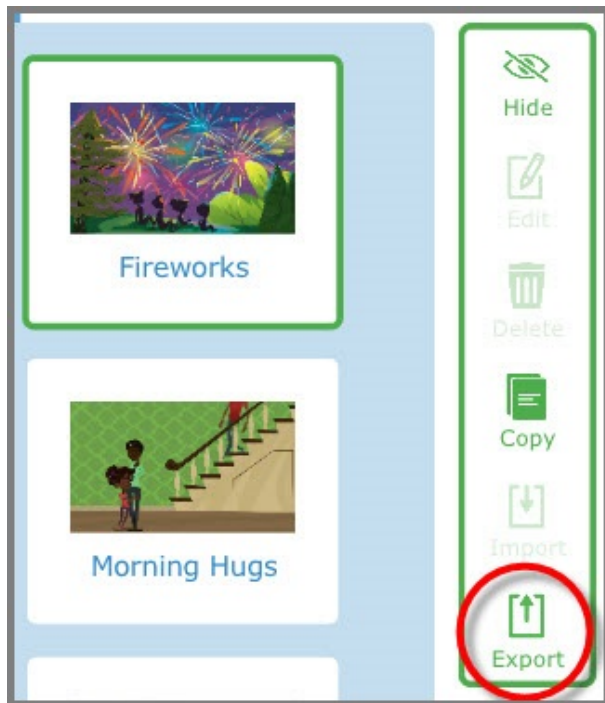 Fireworks
Morning Hugs
Hide
Edit
Delete
Copy
Import
Export